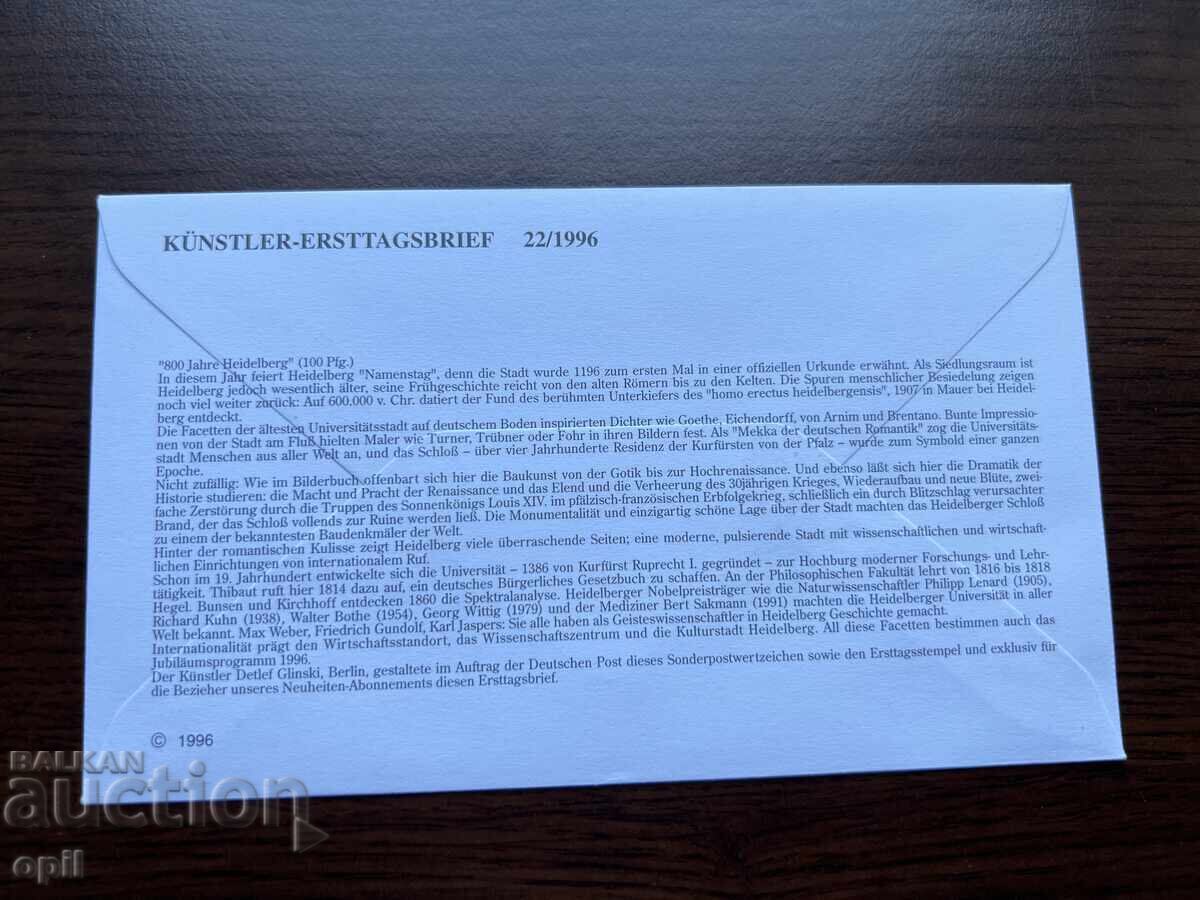 KÜNSTLER-ERSTTAGSBRIEF 22/1996
"800 Jahre Heidelberg" (100 Pfg.)
In diesem Jahr feiert Heidelberg "Namenstag", denn die Stadt wurde 1196 zum ersten Mal in einer offiziellen Urkunde erwähnt. Als Siedlungsraum ist
Heidelberg jedoch wesentlich älter, seine Frühgeschichte reicht von den alten Römern bis zu den Kelten. Die Spuren menschlicher Besiedelung zeigen
noch viel weiter zurück: Auf 600.000 v. Chr. datiert der Fund des berühmten Unterkiefers des "homo erectus heidelbergensis", 1907 in Mauer bei Heidel-
berg entdeckt.
Die Facetten der ältesten Universitätsstadt auf deutschem Boden inspirierten Dichter wie Goethe, Eichendorff, von Arnim und Brentano. Bunte Impressio-
nen von der Stadt am Fluß hielten Maler wie Turner, Trübner oder Fohr in ihren Bildern fest. Als "Mekka der deutschen Romantik" zog die Universitäts-
stadt Menschen aus aller Welt an, und das Schloß – über vier Jahrhunderte Residenz der Kurfürsten von der Pfalz – wurde zum Symbol einer ganzen
Epoche.
Nicht zufällig: Wie im Bilderbuch offenbart sich hier die Baukunst von der Gotik bis zur Hochrenaissance. Und ebenso läßt sich hier die Dramatik der
Historie studieren: die Macht und Pracht der Renaissance und das Elend und die Verheerung des 30jährigen Krieges, Wiederaufbau und neue Blüte, zwei-
fache Zerstörung durch die Truppen des Sonnenkönigs Louis XIV. im pfälzisch-französischen Erbfolgekrieg, schließlich ein durch Blitzschlag verursachter
Brand, der das Schloß vollends zur Ruine werden ließ. Die Monumentalität und einzigartig schöne Lage über der Stadt machten das Heidelberger Schloß
zu einem der bekanntesten Baudenkmäler der Welt.
Hinter der romantischen Kulisse zeigt Heidelberg viele überraschende Seiten; eine moderne, pulsierende Stadt mit wissenschaftlichen und wirtschaft-
lichen Einrichtungen von internationalem Ruf.
Schon im 19. Jahrhundert entwickelte sich die Universität – 1386 von Kurfürst Ruprecht I. gegründet – zur Hochburg moderner Forschungs- und Lehr-
tätigkeit. Thibaut ruft hier 1814 dazu auf, ein deutsches Bürgerliches Gesetzbuch zu schaffen. An der Philosophischen Fakultät lehrt von 1816 bis 1818
Hegel. Bunsen und Kirchhoff entdecken 1860 die Spektralanalyse. Heidelberger Nobelpreisträger wie die Naturwissenschaftler Philipp Lenard (1905),
Richard Kuhn (1938), Walter Bothe (1954), Georg Wittig (1979) und der Mediziner Bert Sakmann (1991) machten die Heidelberger Universität in aller
Welt bekannt. Max Weber, Friedrich Gundolf, Karl Jaspers: Sie alle haben als Geisteswissenschaftler in Heidelberg Geschichte gemacht.
Internationalität prägt den Wirtschaftsstandort, das Wissenschaftszentrum und die Kulturstadt Heidelberg. All diese Facetten bestimmen auch das
Jubiläumsprogramm 1996.
Der Künstler Detlef Glinski, Berlin, gestaltete im Auftrag der Deutschen Post dieses Sonderpostwertzeichen sowie den Ersttagsstempel und exklusiv für
die Bezieher unseres Neuheiten-Abonnements diesen Ersttagsbrief.
© 1996
BALKAN
auction
opil